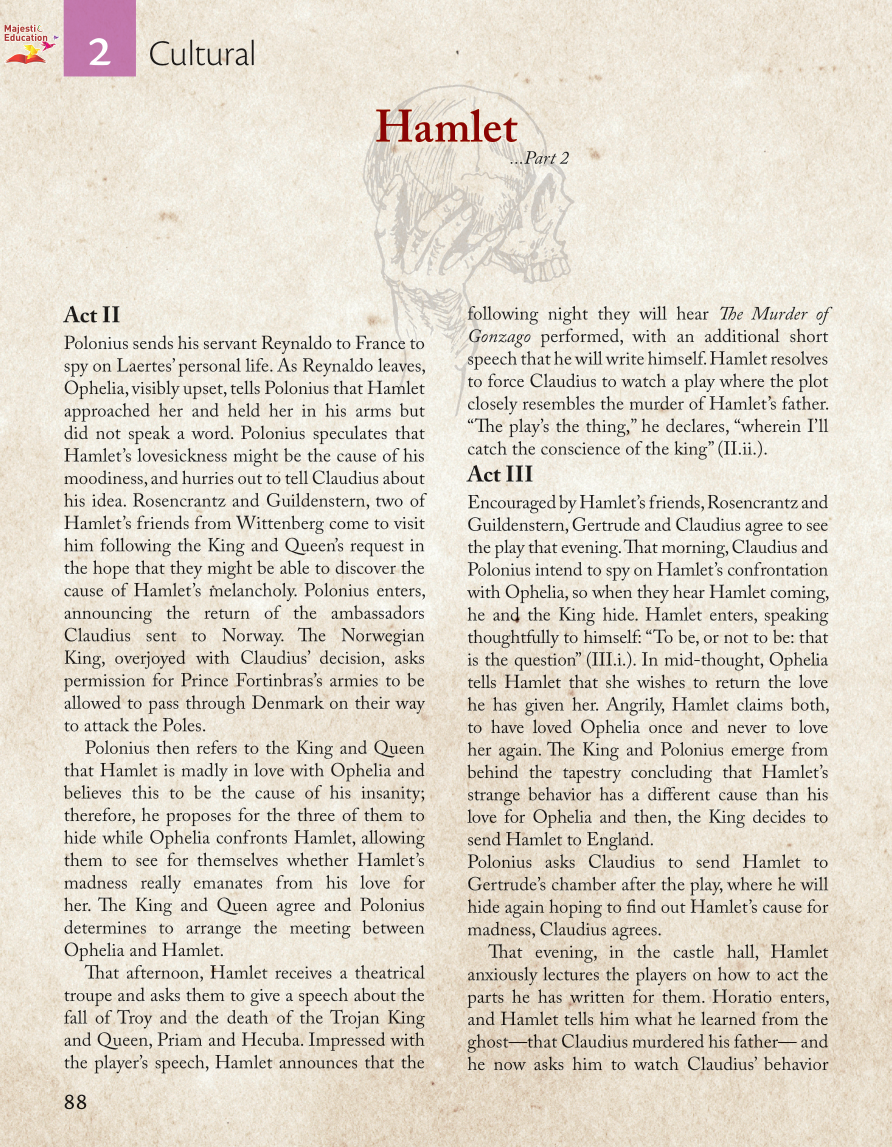 Majestic
Education
2
Cultural
Hamlet
...Part 2
Act II
Polonius sends his servant Reynaldo to France to
spy on Laertes’ personal life. As Reynaldo leaves,
Ophelia, visibly upset, tells Polonius that Hamlet
approached her and held her in his arms but
did not speak a word. Polonius speculates that
Hamlet’s lovesickness might be the cause of his
moodiness, and hurries out to tell Claudius about
his idea. Rosencrantz and Guildenstern, two of
Hamlet’s friends from Wittenberg come to visit
him following the King and Queen’s request in
the hope that they might be able to discover the
cause of Hamlet’s melancholy. Polonius enters,
announcing the return of the ambassadors
Claudius sent to Norway. The Norwegian
King, overjoyed with Claudius’ decision, asks
permission for Prince Fortinbras’s armies to be
allowed to pass through Denmark on their way
to attack the Poles.
Polonius then refers to the King and Queen
that Hamlet is madly in love with Ophelia and
believes this to be the cause of his insanity;
therefore, he proposes for the three of them to
hide while Ophelia confronts Hamlet, allowing
them to see for themselves whether Hamlet’s
madness really emanates from his love for
her. The King and Queen agree and Polonius
determines to arrange the meeting between
Ophelia and Hamlet.
That afternoon, Hamlet receives a theatrical
troupe and asks them to give a speech about the
fall of Troy and the death of the Trojan King
and Queen, Priam and Hecuba. Impressed with
the player’s speech, Hamlet announces that the
following night they will hear The Murder of
Gonzago performed, with an additional short
speech that he will write himself. Hamlet resolves
to force Claudius to watch a play where the plot
closely resembles the murder of Hamlet’s father.
“The play’s the thing,” he declares, “wherein I’ll
catch the conscience of the king” (II.ii.).
Act III
Encouraged by Hamlet’s friends, Rosencrantz and
Guildenstern, Gertrude and Claudius agree to see
the play that evening. That morning, Claudius and
Polonius intend to spy on Hamlet’s confrontation
with Ophelia, so when they hear Hamlet coming,
he and the King hide. Hamlet enters, speaking
thoughtfully to himself: “To be, or not to be: that
is the question” (III.i.). In mid-thought, Ophelia
tells Hamlet that she wishes to return the love
he has given her. Angrily, Hamlet claims both,
to have loved Ophelia once and never to love
her again. The King and Polonius emerge from
behind the tapestry concluding that Hamlet’s
strange behavior has a different cause than his
love for Ophelia and then, the King decides to
send Hamlet to England.
Polonius asks Claudius to send Hamlet to
Gertrude’s chamber after the play, where he will
hide again hoping to find out Hamlet’s cause for
madness, Claudius agrees.
That evening, in the castle hall, Hamlet
anxiously lectures the players on how to act the
parts he has written for them. Horatio enters,
and Hamlet tells him what he learned from the
ghost—that Claudius murdered his father— and
he now asks him to watch Claudius’ behavior
88